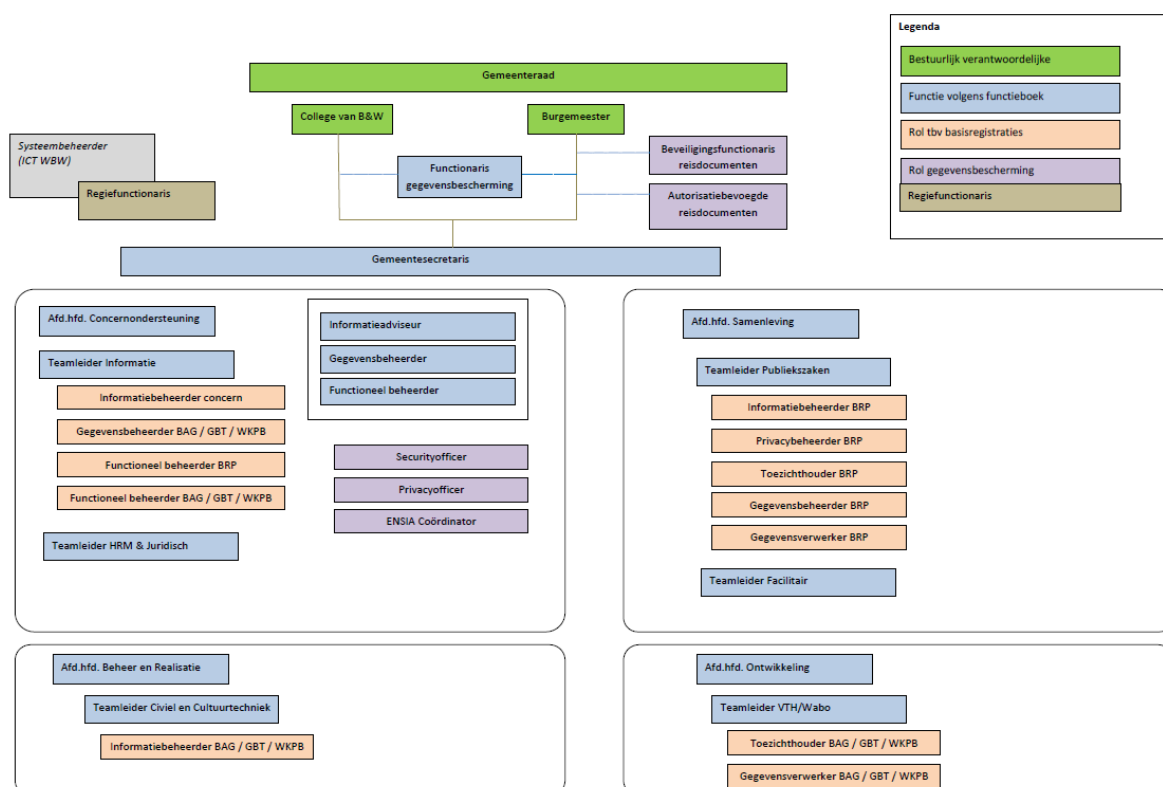 Legenda
Bestuurlijk verantwoordelijke
Functie volgens functieboek
Rol tbv basisregistraties
Rol gegevensbescherming
Regiefunctionaris
Gemeenteraad
College van B&W
Burgemeester
Systeembeheerder
(ICT WBW)
Regiefunctionaris
Functionaris
gegevensbescherming
Beveiligingsfunctionaris
reisdocumenten
Autorisatiebevoegde
reisdocumenten
Gemeentesecretaris
Afd.hfd. Concernondersteuning
Teamleider Informatie
Informatiebeheerder concern
Gegevensbeheerder BAG / GBT / WKPB
Functioneel beheerder BRP
Functioneel beheerder BAG / GBT / WKPB
Teamleider HRM & Juridisch
Informatieadviseur
Gegevensbeheerder
Functioneel beheerder
Securityofficer
Privacyofficer
ENSIA Coördinator
Afd.hfd. Samenleving
Teamleider Publiekszaken
Informatiebeheerder BRP
Privacybeheerder BRP
Toezichthouder BRP
Gegevensbeheerder BRP
Gegevensverwerker BRP
Teamleider Facilitair
Afd.hfd. Beheer en Realisatie
Teamleider Civiel en Cultuurtechniek
Informatiebeheerder BAG / GBT / WKPB
Afd.hfd. Ontwikkeling
Teamleider VTH/Wabo
Toezichthouder BAG / GBT / WKPB
Gegevensverwerker BAG / GBT / WKPB